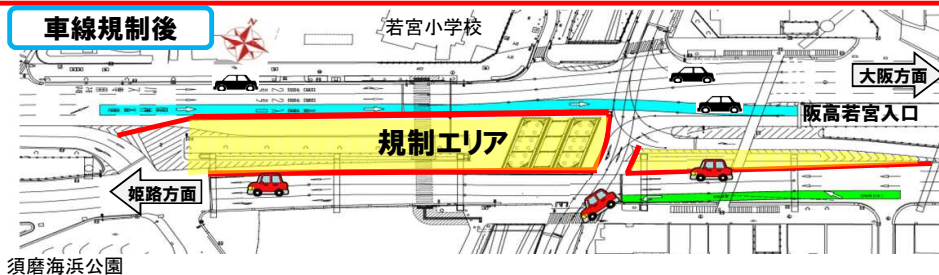 車線規制後
若宮小学校
大阪方面
阪高若宮入口
規制エリア
姫路方面
須磨海浜公園